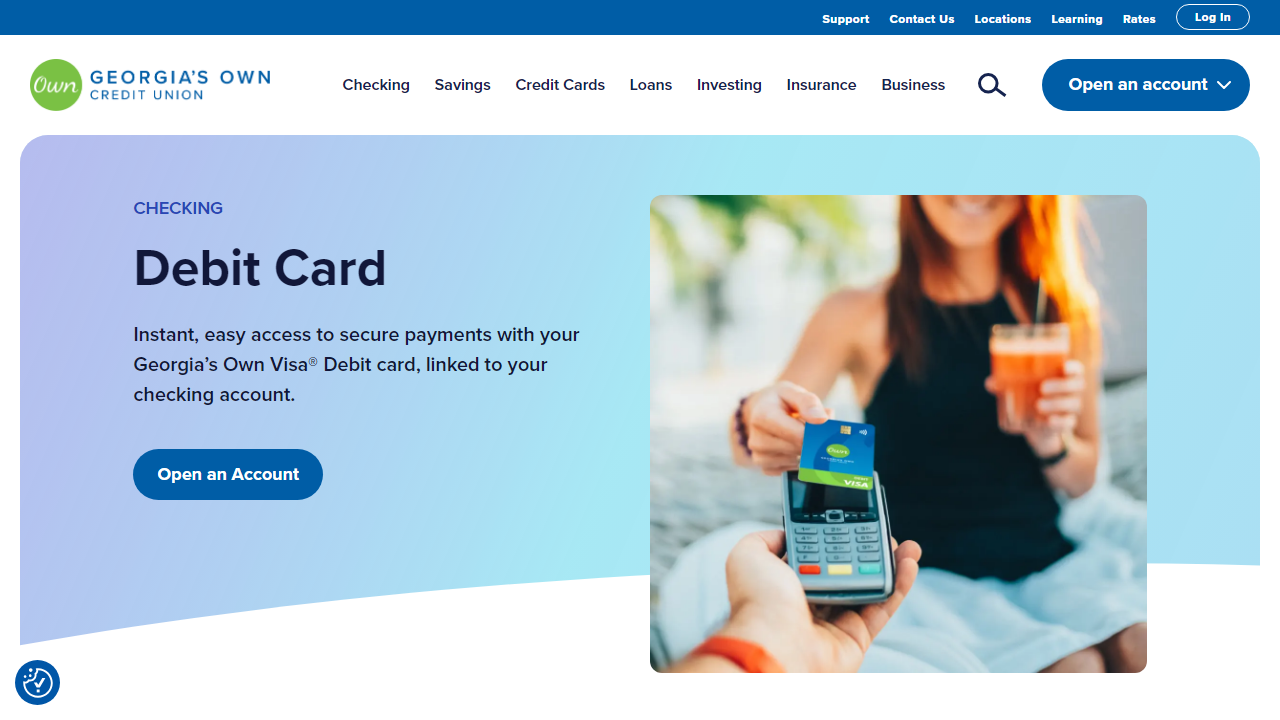 Support Contact Us Locations Learning Rates Log In
Own GEORGIA'S OWN
CREDIT UNION
Checking Savings Credit Cards Loans Investing Insurance Business
Open an account
CHECKING
Debit Card
Instant, easy access to secure payments with your
Georgia’s Own Visa® Debit card, linked to your
checking account.
Open an Account
Own
VISA